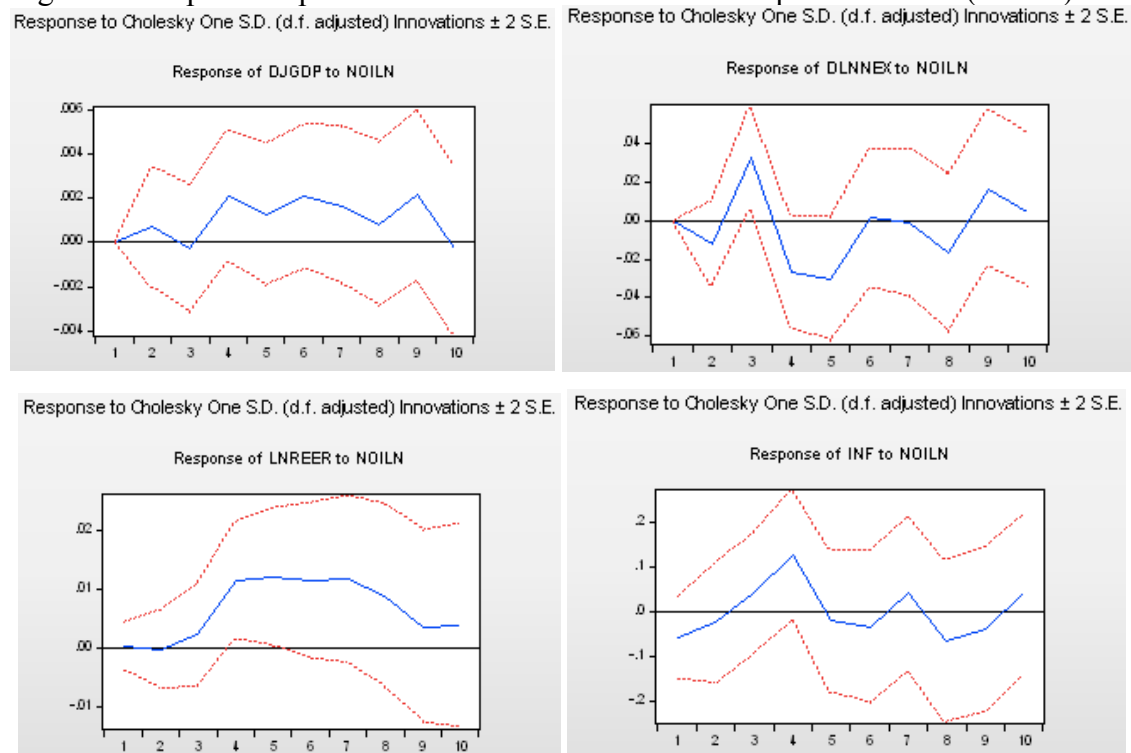 Response to Cholesky One S.D. (d.f. adjusted) Innovations ± 2 S.E.
Response of DJGDP to NOILN
.006
.004
.002
.000
-.002
-.004
1 2 3 4 5 6 7 8 9 10
Response to Cholesky One S.D. (d.f. adjusted) Innovations ± 2 S.E.
Response of DLNNEX to NOILN
.04
.02
.00
-.02
-.04
-.06
1 2 3 4 5 6 7 8 9 10
Response to Cholesky One S.D. (d.f. adjusted) Innovations ± 2 S.E.
Response of LNREER to NOILN
.02
.01
.00
-.01
1 2 3 4 5 6 7 8 9 10
Response to Cholesky One S.D. (d.f. adjusted) Innovations ± 2 S.E.
Response of INF to NOILN
.2
.1
.0
-.1
-.2
1 2 3 4 5 6 7 8 9 10